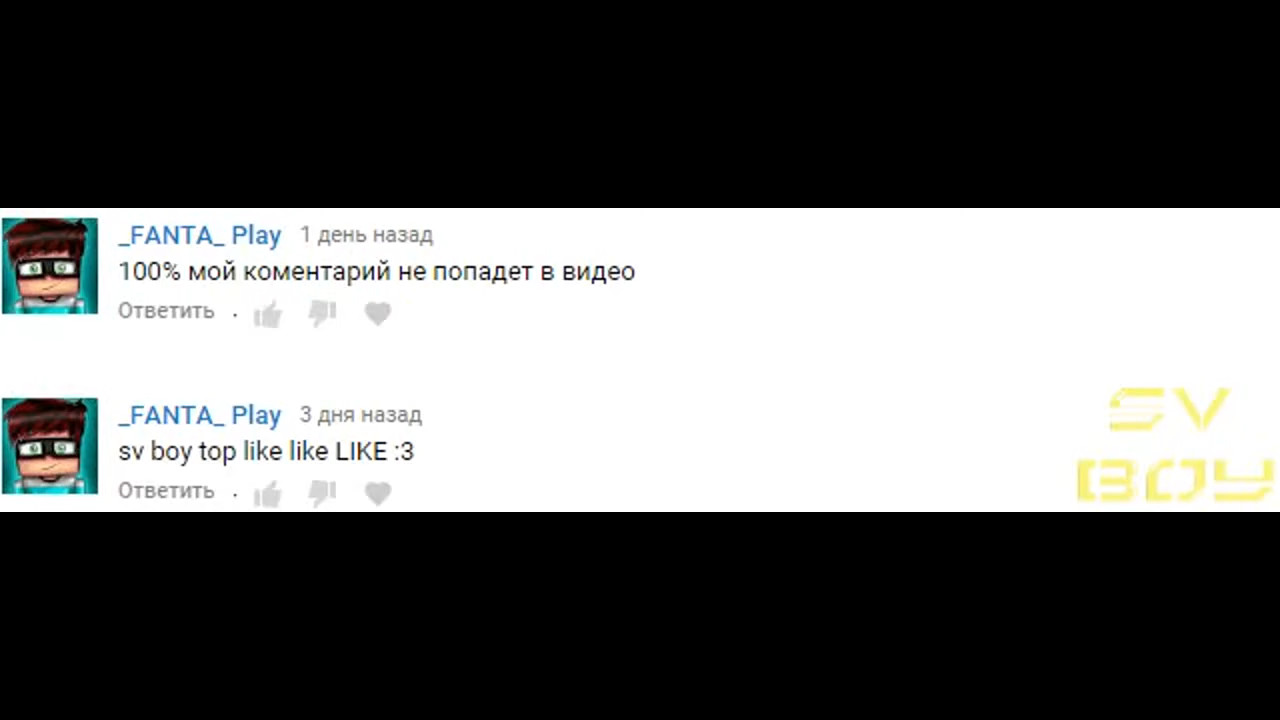 _FANTA_ Play 1 день назад
100% мой коментарий не попадет в видео
Ответить
_FANTA_ Play 3 дня назад
sv boy top like like LIKE :3
Ответить
SV
BOY